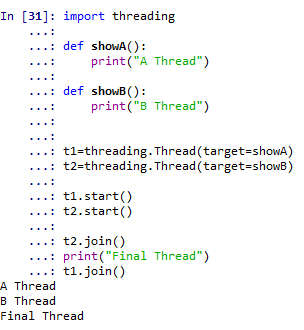 In [31]: import threading
    ...:
    ...: def showA():
    ...:     print("A Thread")
    ...:
    ...: def showB():
    ...:     print("B Thread")
    ...:
    ...:
    ...: t1=threading.Thread(target=showA)
    ...: t2=threading.Thread(target=showB)
    ...:
    ...: t1.start()
    ...: t2.start()
    ...:
    ...: t2.join()
    ...: print("Final Thread")
    ...: t1.join()
A Thread
B Thread
Final Thread